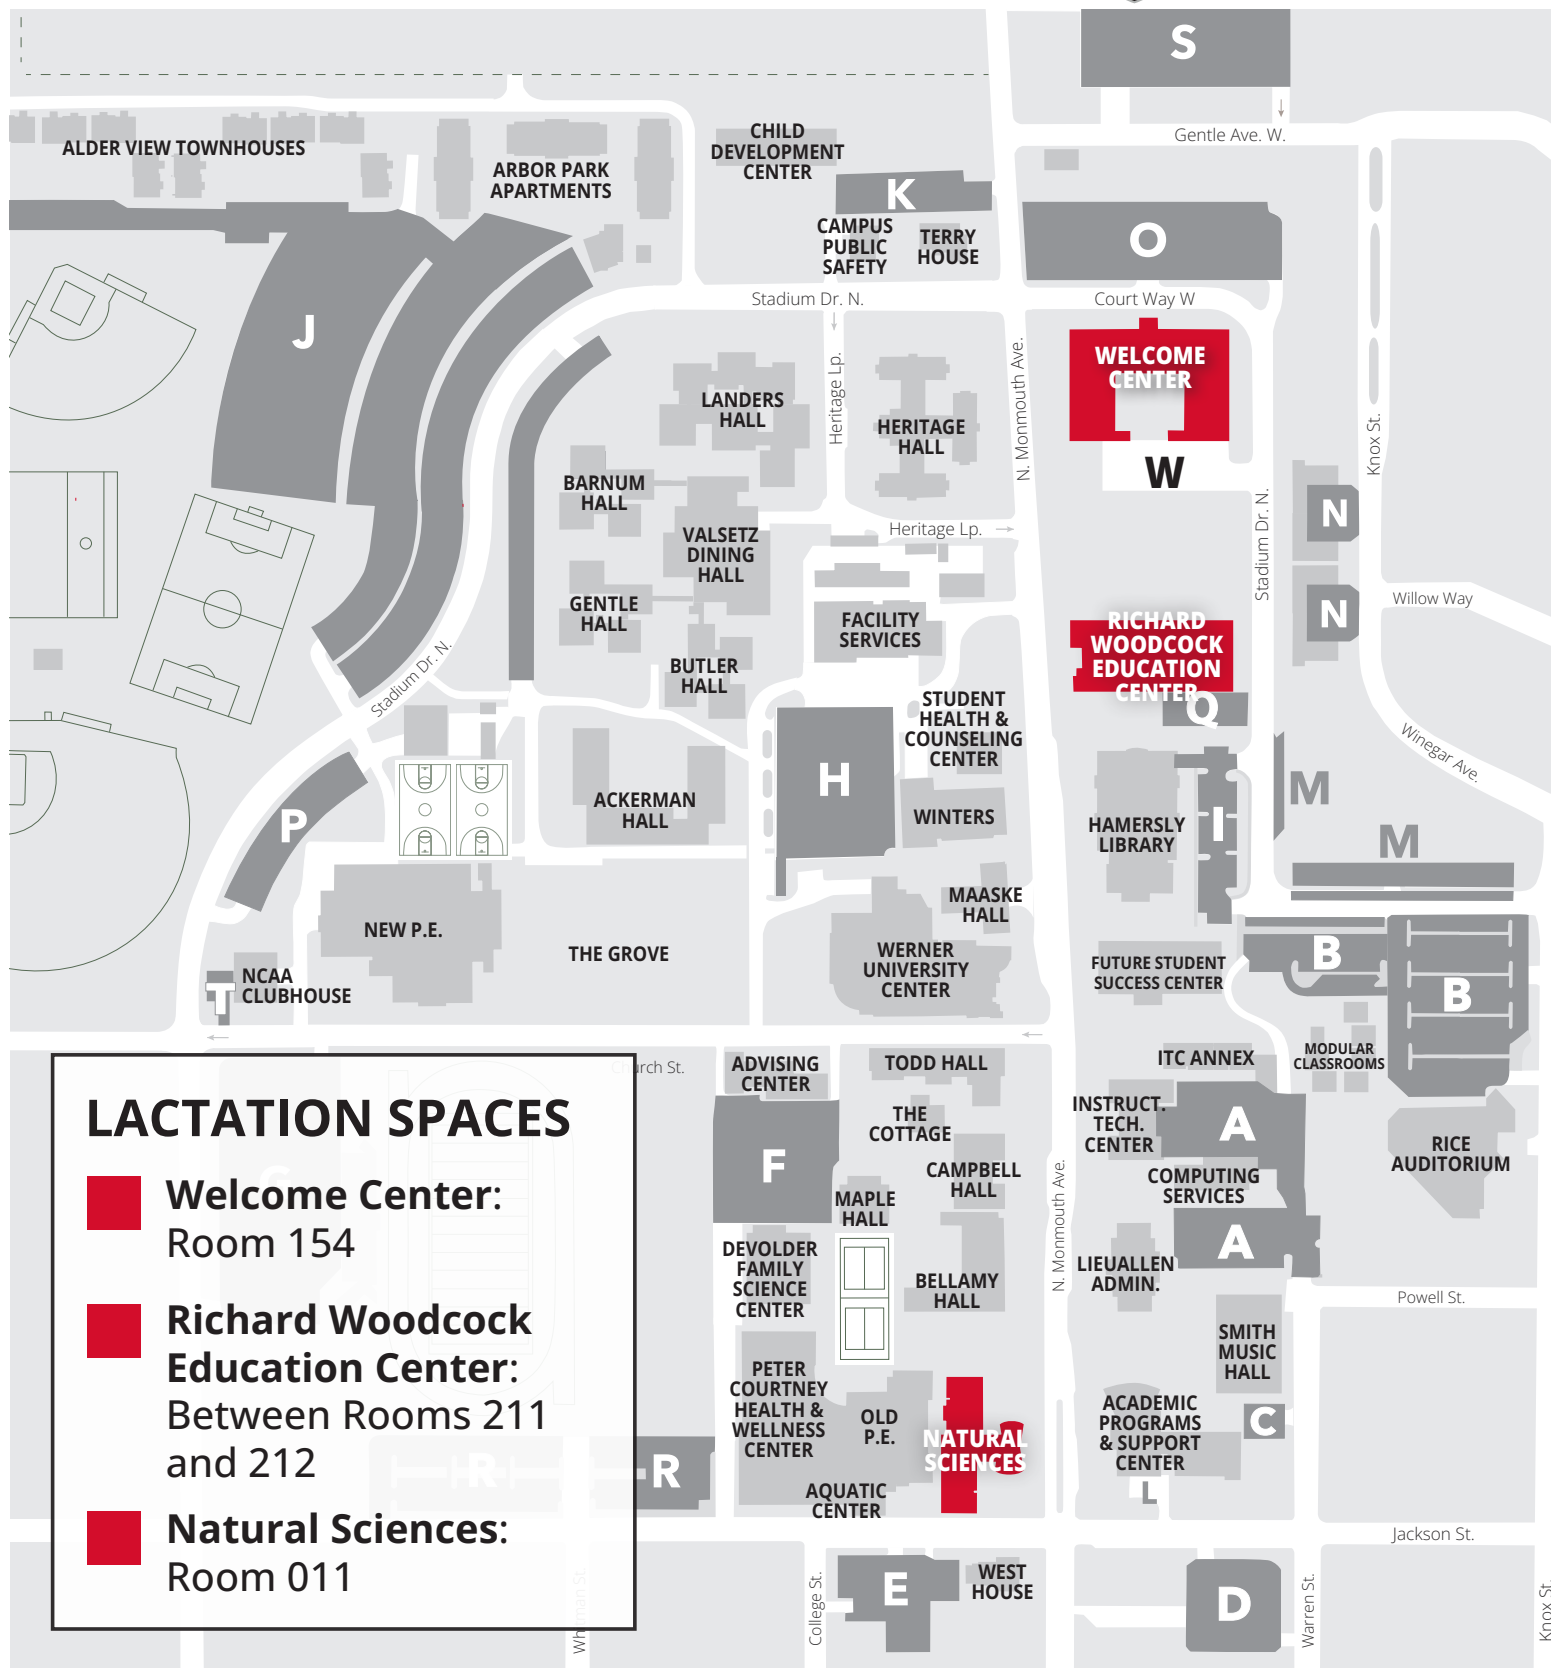 S
Gentle Ave. W.
ALDER VIEW TOWNHOUSES
ARBOR PARK
APARTMENTS
CHILD
DEVELOPMENT
CENTER
K
CAMPUS
PUBLIC
SAFETY
TERRY
HOUSE
O
Stadium Dr. N.
Court Way W
J
WELCOME
CENTER
W
LANDERS
HALL
Heritage Lp.
HERITAGE
HALL
N. Monmouth Ave.
Knox St.
BARNUM
HALL
VALSETZ
DINING
HALL
Heritage Lp.
Stadium Dr. N.
N
N
Willow Way
GENTLE
HALL
FACILITY
SERVICES
RICHARD
WOODCOCK
EDUCATION
CENTER
Q
BUTLER
HALL
Stadium Dr. N.
STUDENT
HEALTH &
COUNSELING
CENTER
Winegar Ave.
H
M
M
P
ACKERMAN
HALL
WINTERS
HAMERSLY
LIBRARY
I
NEW P.E.
THE GROVE
MAASKE
HALL
WERNER
UNIVERSITY
CENTER
FUTURE STUDENT
SUCCESS CENTER
B
B
T
NCAA
CLUBHOUSE
Church St.
ADVISING
CENTER
TODD HALL
ITC ANNEX
MODULAR
CLASSROOMS
THE
COTTAGE
INSTRUCT.
TECH.
CENTER
A
RICE
AUDITORIUM
F
CAMPBELL
HALL
COMPUTING
SERVICES
MAPLE
HALL
N. Monmouth Ave.
A
DEVOLDER
FAMILY
SCIENCE
CENTER
BELLAMY
HALL
LIEUALLEN
ADMIN.
Powell St.
SMITH
MUSIC
HALL
PETER
COURTNEY
HEALTH &
WELLNESS
CENTER
OLD
P.E.
NATURAL
SCIENCES
ACADEMIC
PROGRAMS
& SUPPORT
CENTER
C
L
AQUATIC
CENTER
R
R
Jackson St.
College St.
E
WEST
HOUSE
D
Warren St.
Knox St.
Whitman St.
G
LACTATION SPACES
Welcome Center:
Room 154
Richard Woodcock
Education Center:
Between Rooms 211
and 212
Natural Sciences:
Room 011